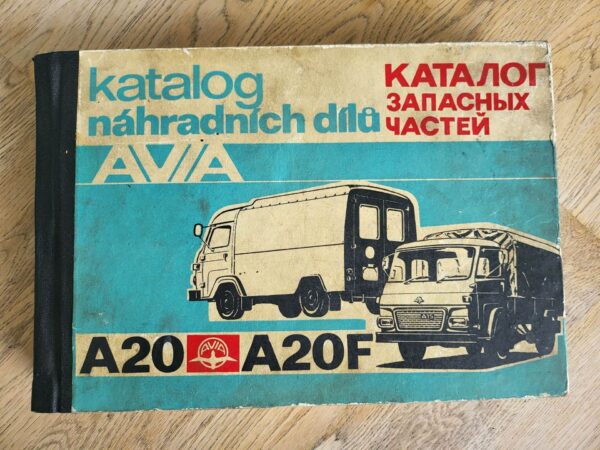 katalog
náhradních dílů
КАТАЛОГ
ЗАПАСНЫХ
ЧАСТЕЙ
AVIA
A20 AVIA A20F